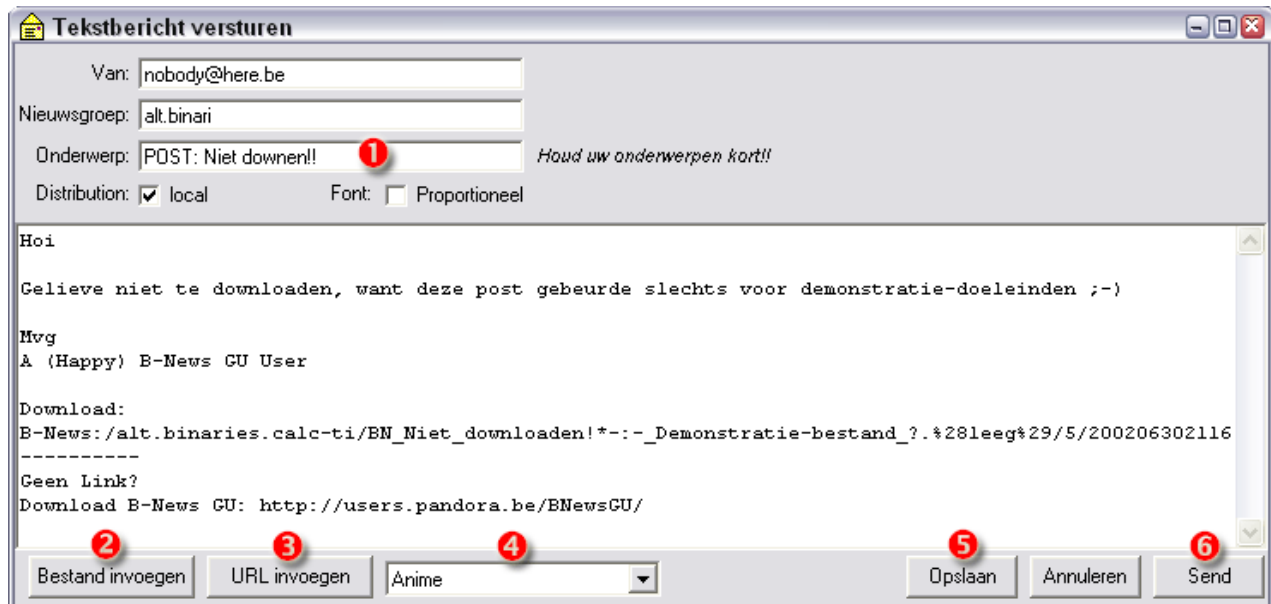 Tekstbericht versturen
Van: nobody@here.be
Nieuwsgroep: alt.binari
Onderwerp: POST: Niet downen!! 1 Houd uw onderwerpen kort!!
Distribution: local Font: Proportioneel
Hoi
Gelieve niet te downloaden, want deze post gebeurde slechts voor demonstratie-doeleinden ;-)
Mvg
A (Happy) B-News GU User
Download:
B-News:/alt.binaries.calc-ti/BN_Niet_downloaden!*-:-_Demonstratie-bestand_?.%28leeg%29/5/200206302116
----------
Geen Link?
Download B-News GU: http://users.pandora.be/BNewsGU/
2 3 4 5 6
Bestand invoegen URL invoegen Anime Opslaan Annuleren Send